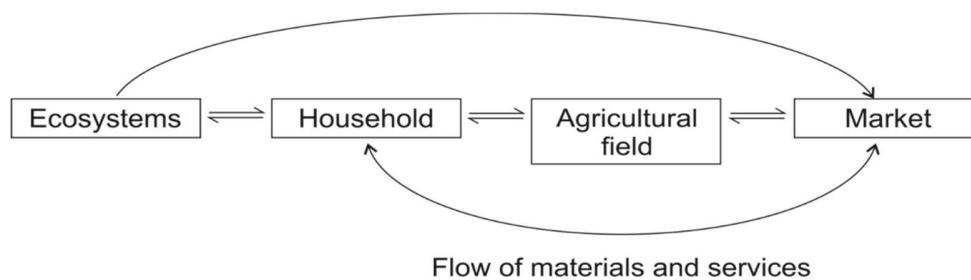 Ecosystems
Household
Agricultural
field
Market
Flow of materials and services